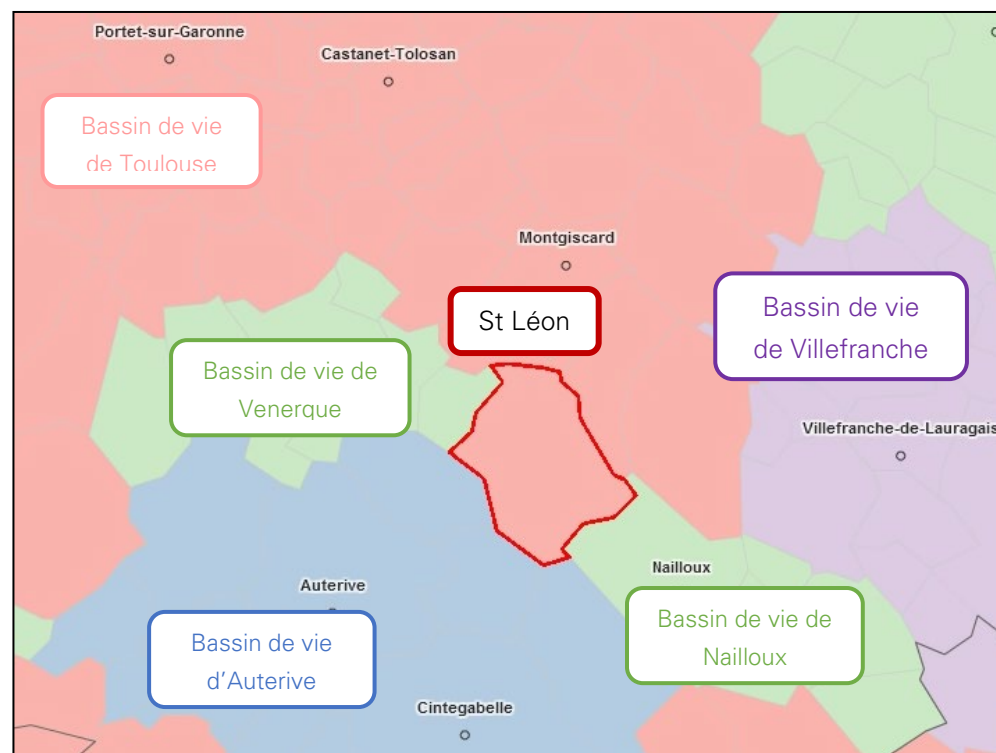 Portet-sur-Garonne
Castanet-Tolosan
Bassin de vie
de Toulouse
Montgiscard
St Léon
Bassin de vie
de Villefranche
Bassin de vie de
Venerque
Villefranche-de-Lauragais
Nailloux
Auterive
Bassin de vie de
Nailloux
Bassin de vie
d'Auterive
Cintegabelle